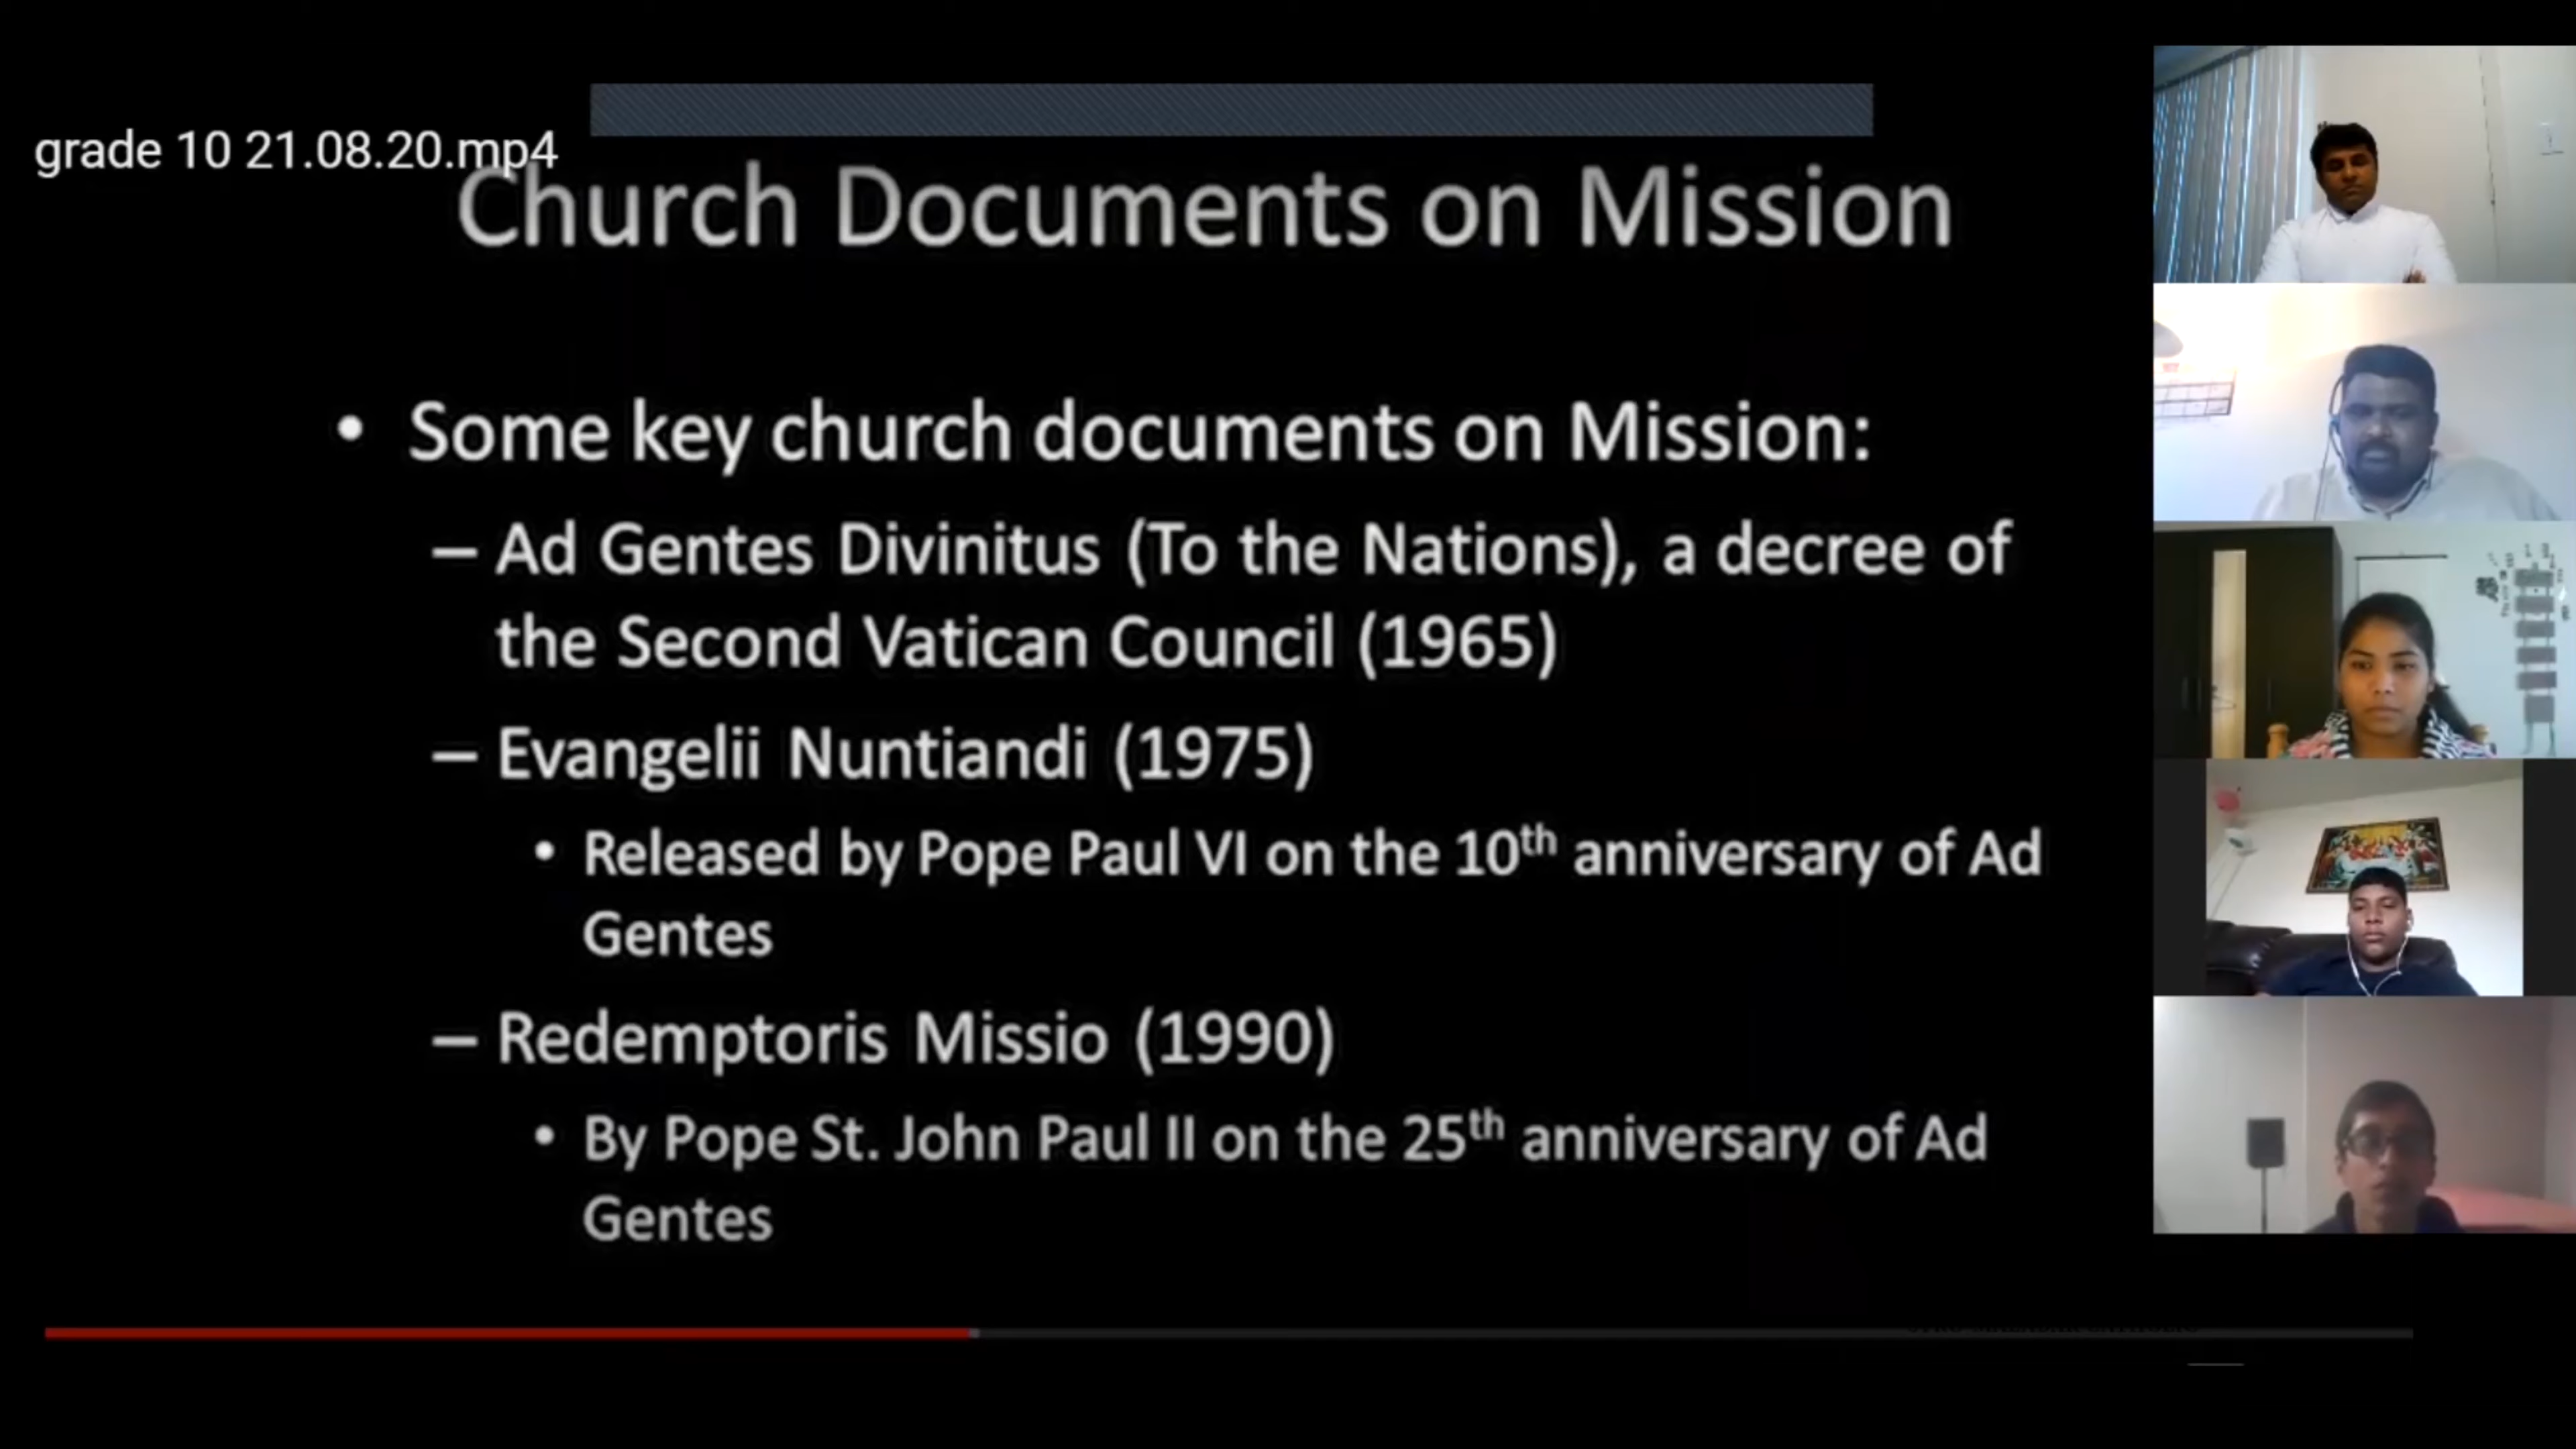 grade 10 21.08.20.mp4
Church Documents on Mission
• Some key church documents on Mission:
– Ad Gentes Divinitus (To the Nations), a decree of
the Second Vatican Council (1965)
– Evangelii Nuntiandi (1975)
• Released by Pope Paul VI on the 10th anniversary of Ad
Gentes
– Redemptoris Missio (1990)
• By Pope St. John Paul II on the 25th anniversary of Ad
Gentes